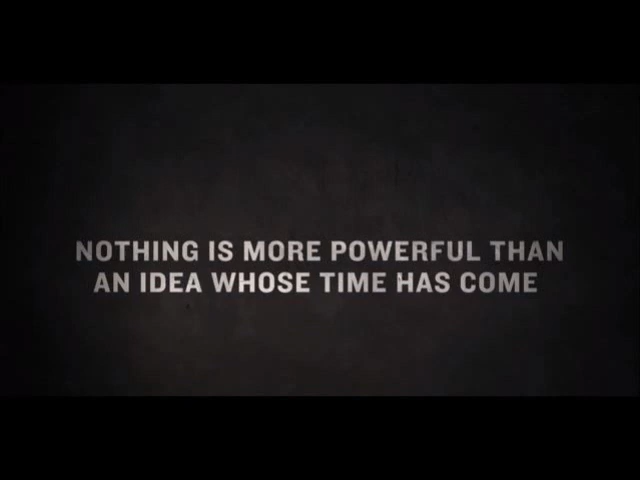 NOTHING IS MORE POWERFUL THAN
AN IDEA WHOSE TIME HAS COME